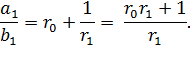 a₁/b₁ = r₀ + 1/r₁ = (r₀r₁ + 1)/r₁.